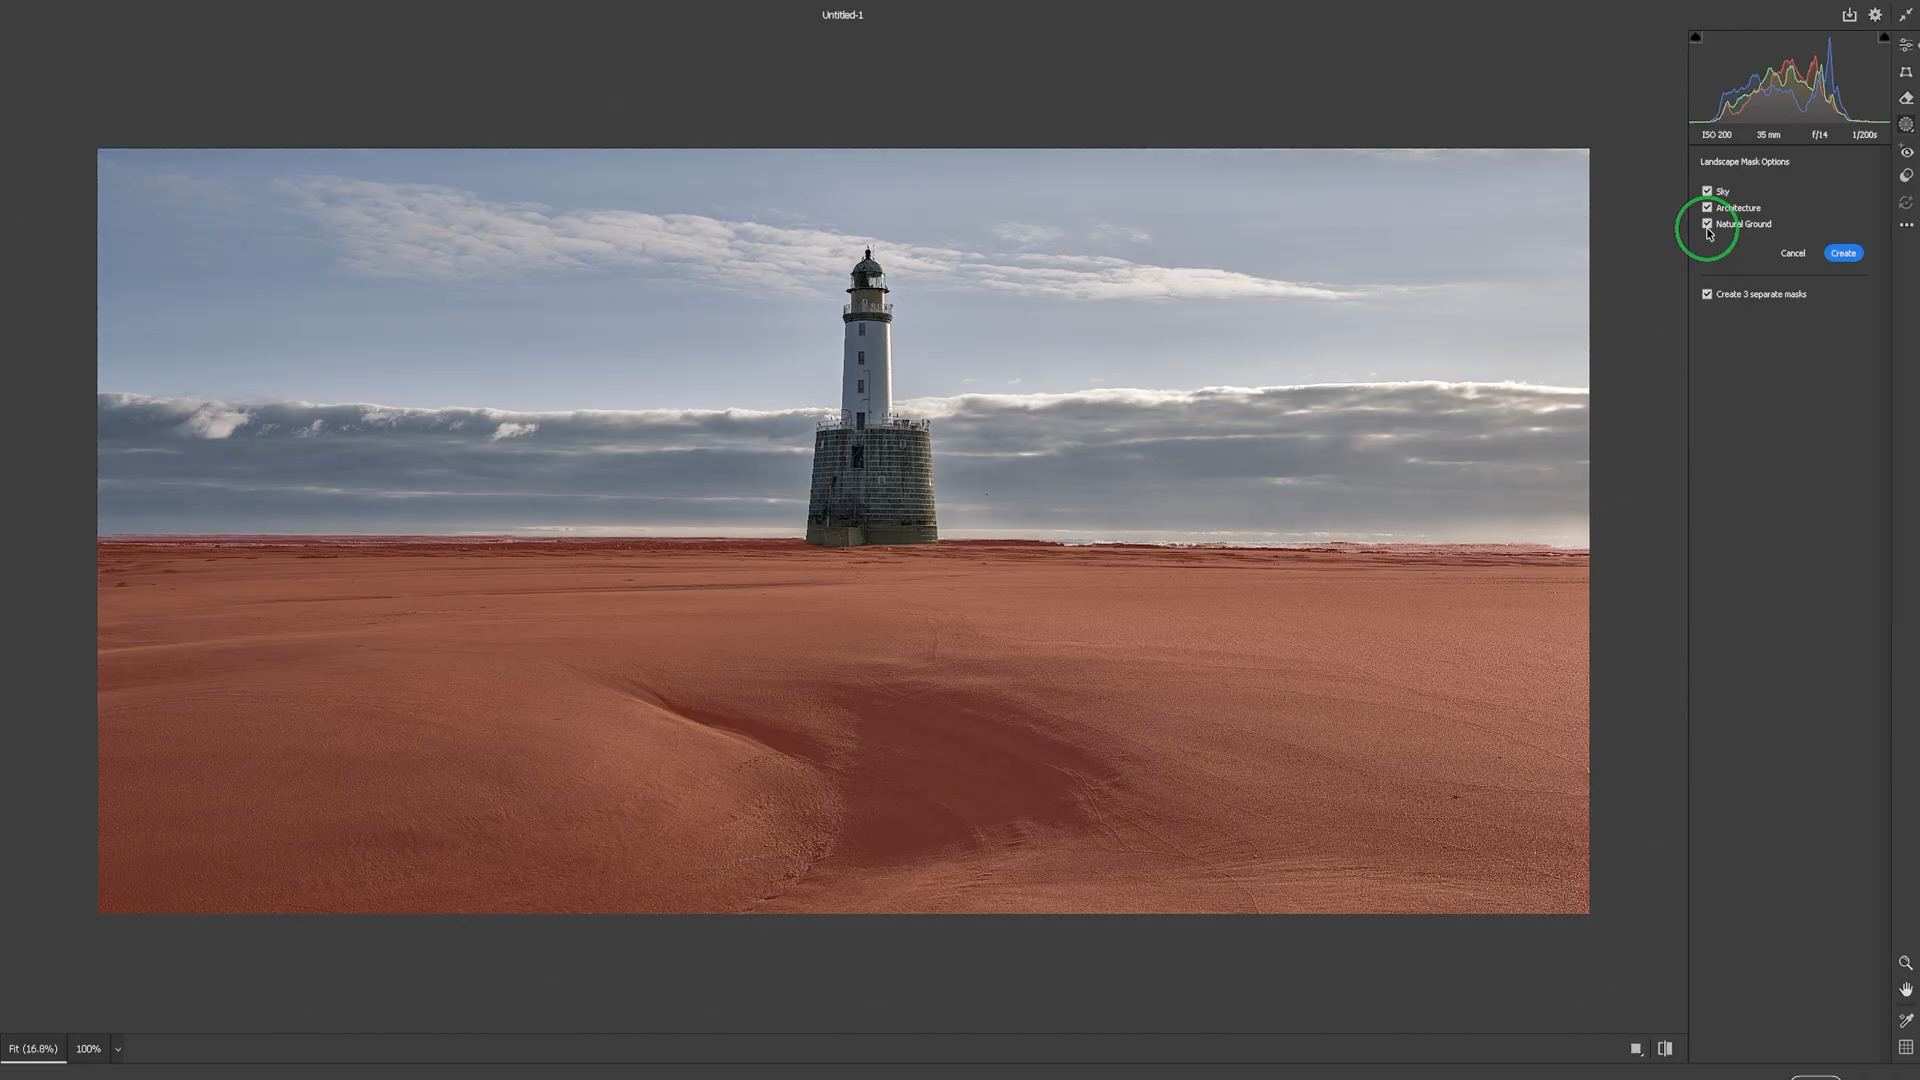 Untitled-1
ISO 200 35 mm f/14 1/200s
Landscape Mask Options
Sky
Architecture
Natural Ground
Cancel Create
Create 3 separate masks
Fit (16.8%) 100%